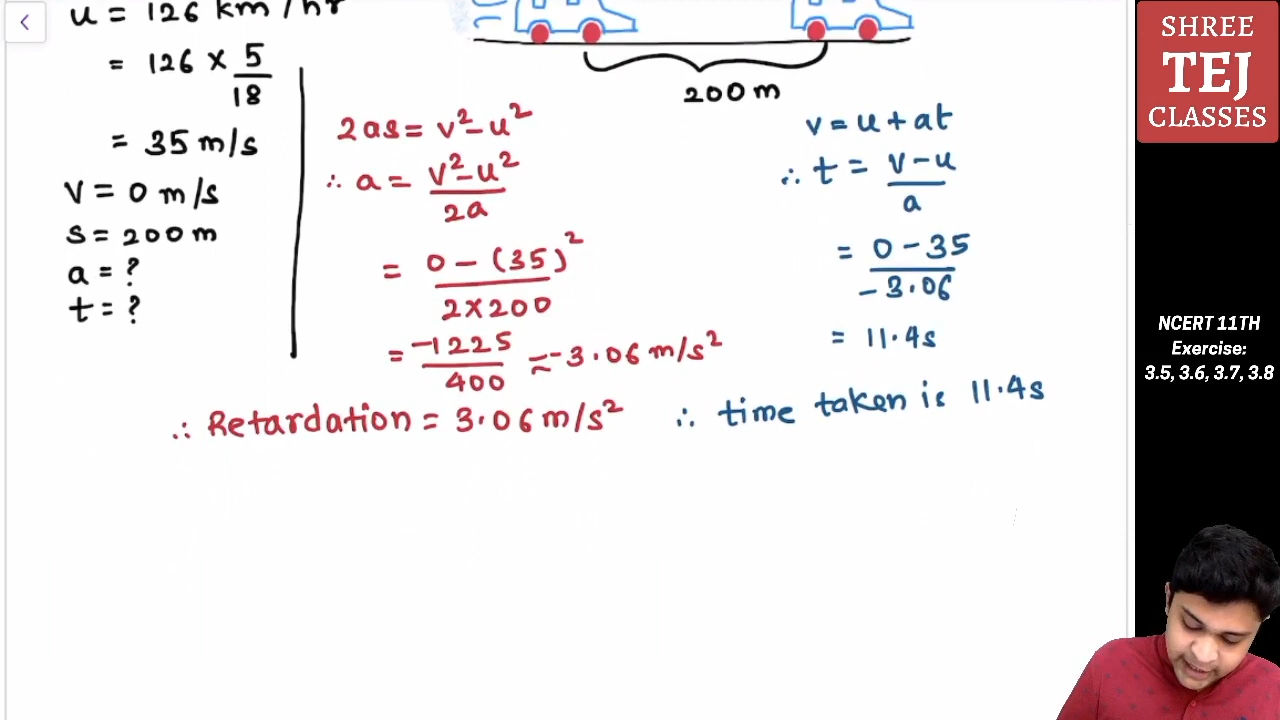 u = 126 km/hr
= 126 × 5/18
= 35 m/s
v = 0 m/s
s = 200 m
a = ?
t = ?
200 m
2as = v² - u²
∴ a = v² - u² / 2a
= 0 - (35)² / 2×200
= -1225 / 400 ≃ -3.06 m/s²
∴ Retardation = 3.06 m/s²
v = u + at
∴ t = v - u / a
= 0 - 35 / -3.06
= 11.4s
∴ time taken is 11.4s
SHREE
TEJ
CLASSES
NCERT 11TH
Exercise:
3.5, 3.6, 3.7, 3.8